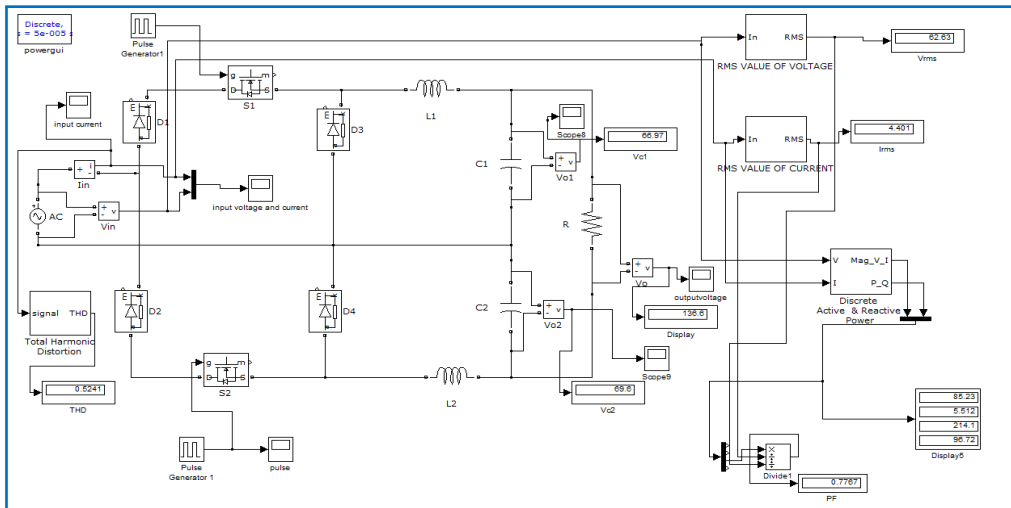 Discrete,
s = 5e-005 s
powergui
Pulse
Generator1
g
m
D
S
S1
L1
In
RMS
RMS VALUE OF VOLTAGE
62.63
Vrms
input current
E
D1
E
D3
Scope8
66.97
Vc1
In
RMS
RMS VALUE OF CURRENT
4.401
Irms
C1
+
-
v
Vo1
+
-
i
Iin
input voltage and current
AC
+
-
v
Vin
R
+
-
v
Vo
outputvoltage
V
I
Mag_V_I
P_Q
Discrete
Active & Reactive
Power
signal
THD
Total Harmonic
Distortion
E
D2
E
D4
C2
+
-
v
Vo2
136.6
Display
Scope9
g
m
D
S
S2
L2
0.5241
THD
69.6
Vc2
85.23
5.512
214.1
96.72
Display5
Pulse
Generator 1
pulse
×
÷
÷
Divide1
0.7767
PF